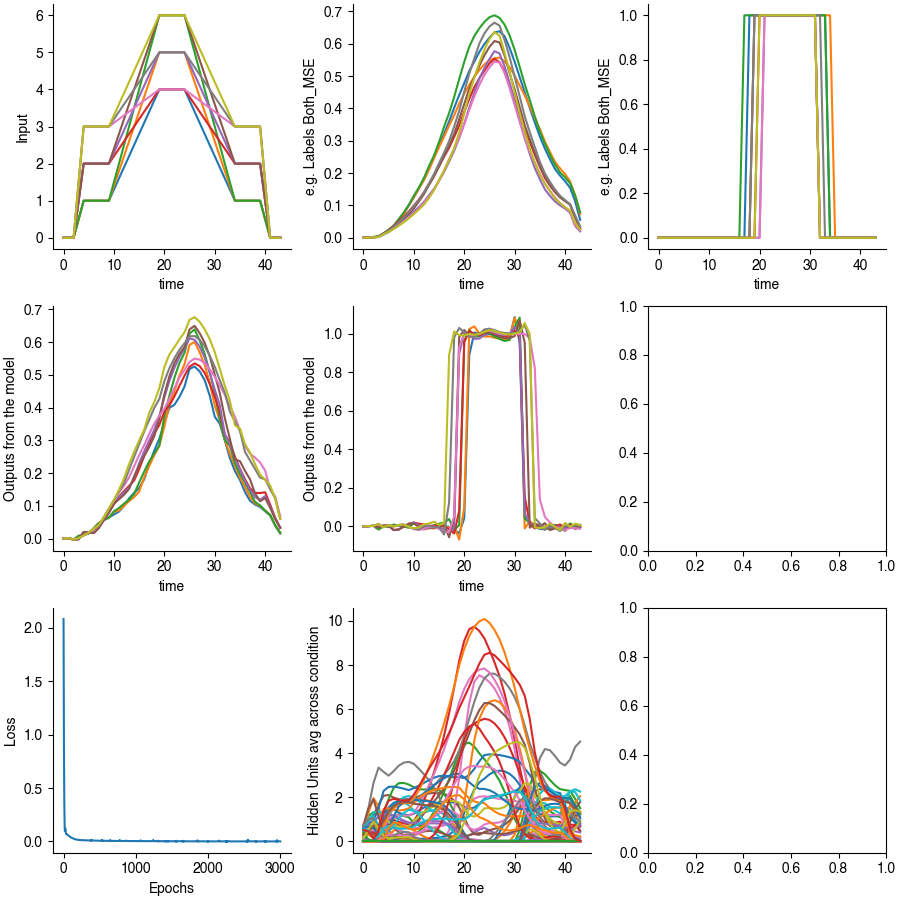 6
5
4
3
2
1
0
Input
0 10 20 30 40
time
0.7
0.6
0.5
0.4
0.3
0.2
0.1
0.0
e.g. Labels Both_MSE
0 10 20 30 40
time
1.0
0.8
0.6
0.4
0.2
0.0
e.g. Labels Both_MSE
0 10 20 30 40
time
0.7
0.6
0.5
0.4
0.3
0.2
0.1
0.0
Outputs from the model
0 10 20 30 40
time
1.0
0.8
0.6
0.4
0.2
0.0
Outputs from the model
0 10 20 30 40
time
1.0
0.8
0.6
0.4
0.2
0.0
0.0 0.2 0.4 0.6 0.8 1.0
2.0
1.5
1.0
0.5
0.0
Loss
0 1000 2000 3000
Epochs
10
8
6
4
2
0
Hidden Units avg across condition
0 10 20 30 40
time
1.0
0.8
0.6
0.4
0.2
0.0
0.0 0.2 0.4 0.6 0.8 1.0